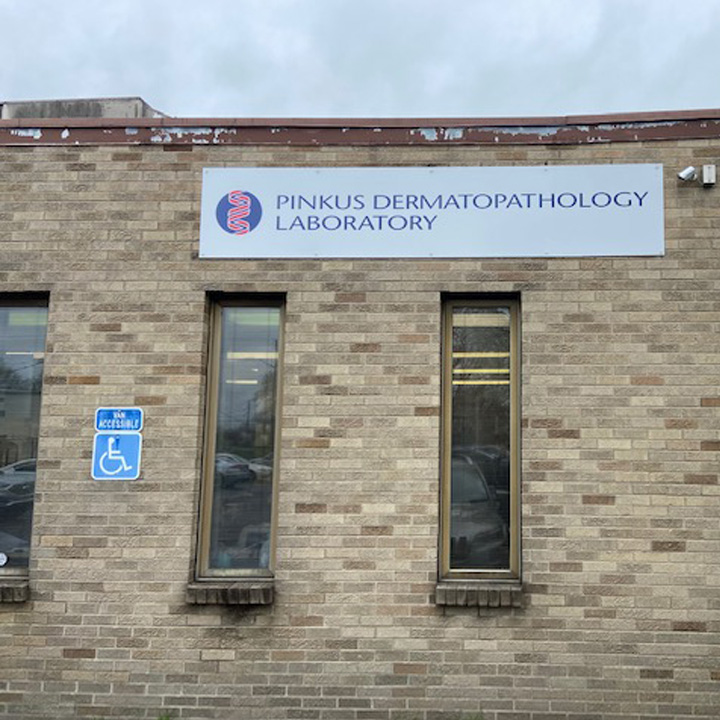 PINKUS DERMATOPATHOLOGY
LABORATORY
VAN
ACCESSIBLE